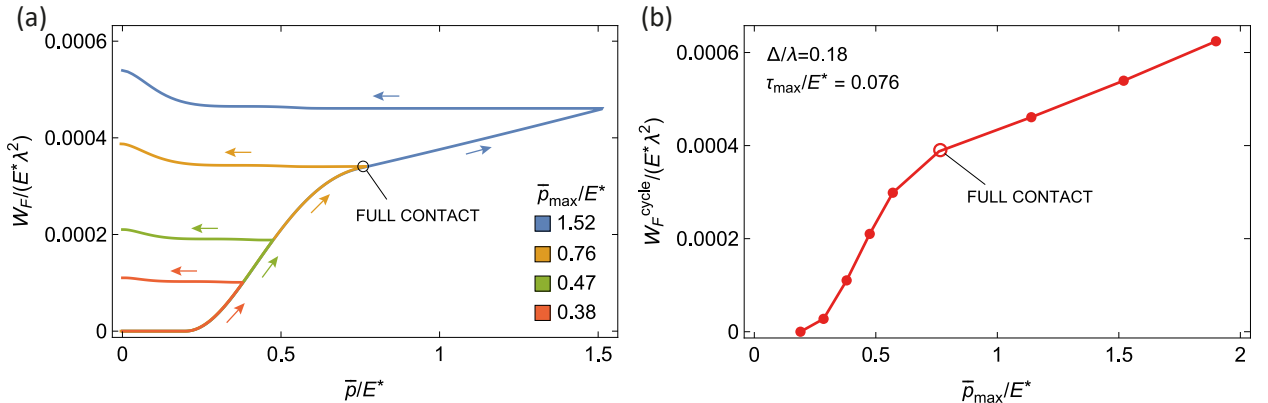 (a)
W_F/(E* λ²)
0.0006
0.0004
0.0002
0
0
0.5
1
1.5
p̄/E*
FULL CONTACT
p̄_max/E*
1.52
0.76
0.47
0.38
(b)
W_F^cycle/(E* λ²)
0.0006
0.0004
0.0002
0
0
0.5
1
1.5
2
p̄_max/E*
Δ/λ=0.18
τ_max/E* = 0.076
FULL CONTACT